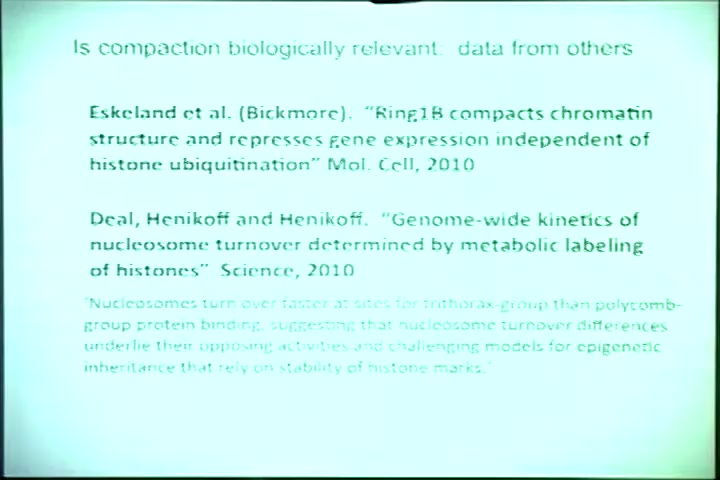 Is compaction biologically relevant: data from others
Eskeland et al. (Bickmore). "Ring1B compacts chromatin
structure and represses gene expression independent of
histone ubiquitination" Mol. Cell, 2010
Deal, Henikoff and Henikoff. "Genome-wide kinetics of
nucleosome turnover determined by metabolic labeling
of histones" Science, 2010
'Nucleosomes turn over faster at sites for trithorax-group than polycomb-
group protein binding, suggesting that nucleosome turnover differences
underlie their opposing activities and challenging models for epigenetic
inheritance that rely on stability of histone marks.'